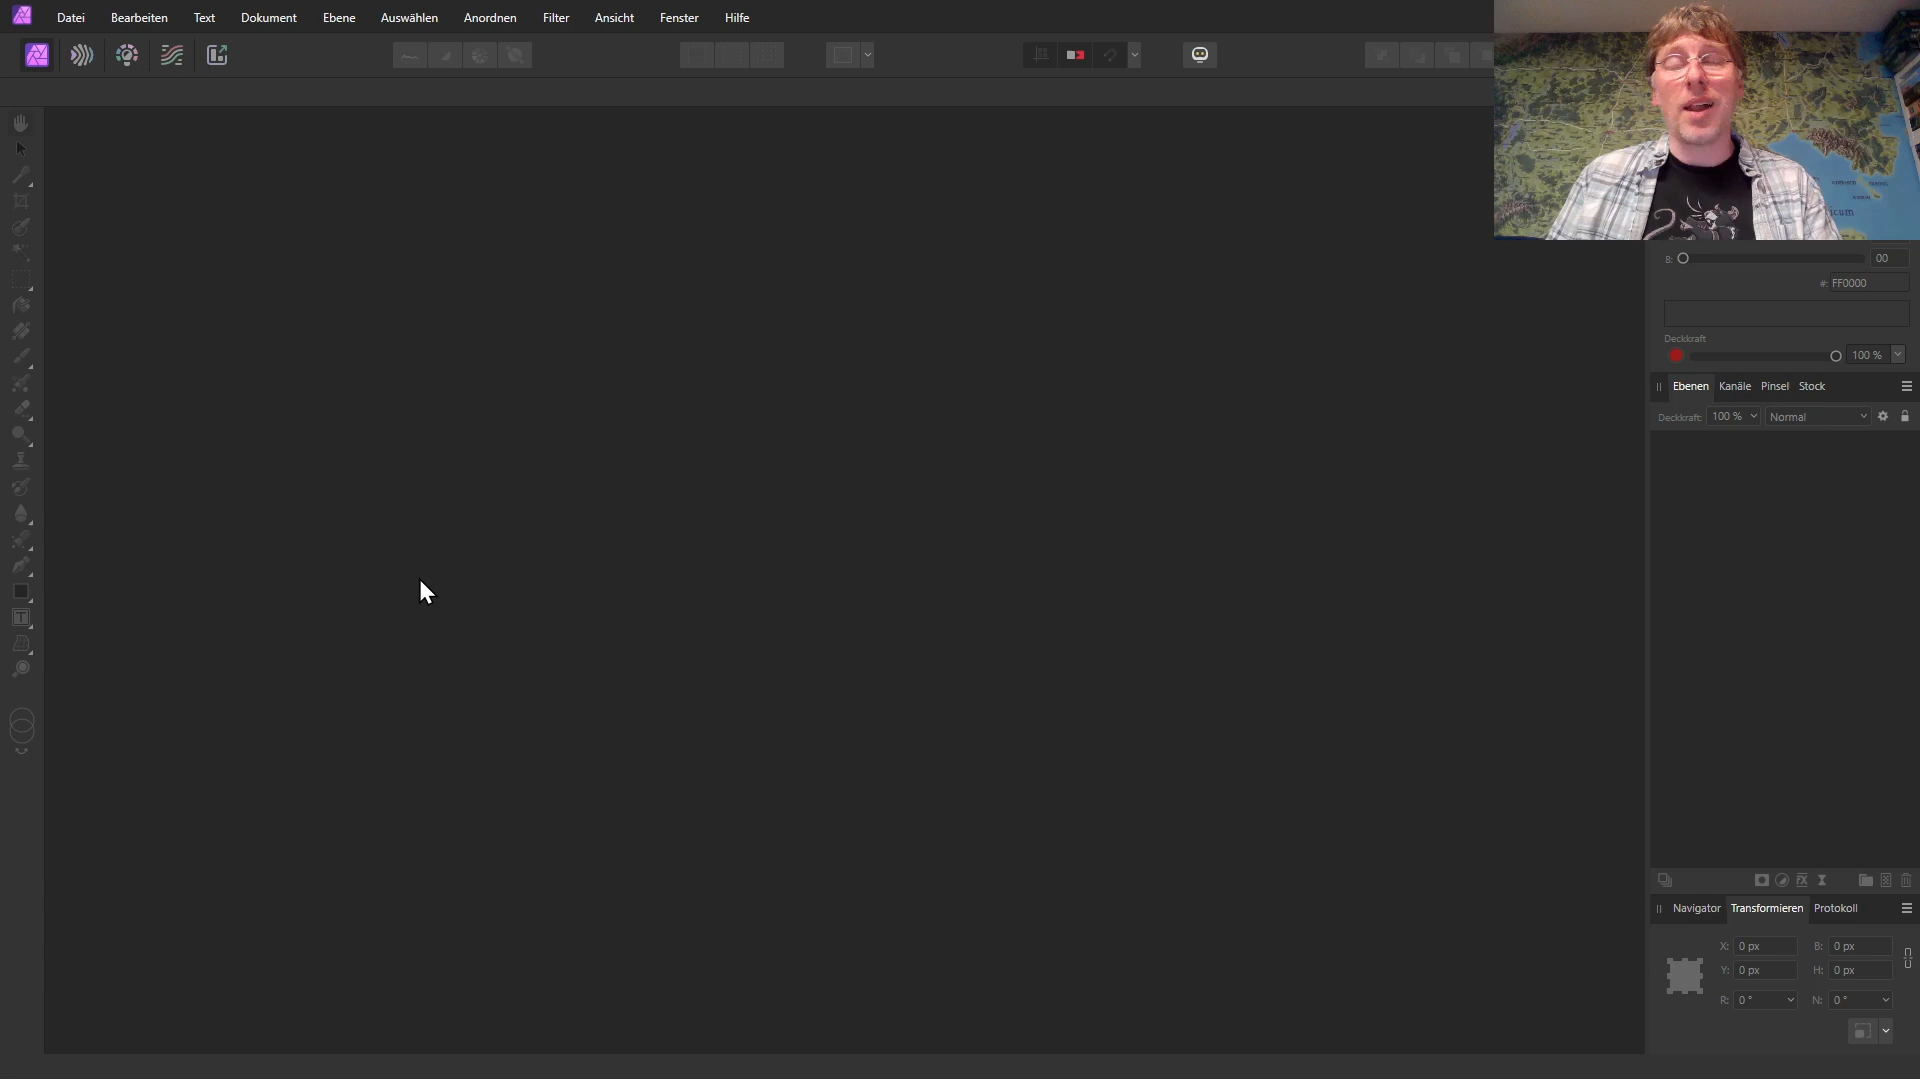 Datei Bearbeiten Text Dokument Ebene Auswählen Anordnen Filter Ansicht Fenster Hilfe
B: 00
#: FF0000
Deckkraft
100 %
Ebenen Kanäle Pinsel Stock
Deckkraft: 100 % Normal
Navigator Transformieren Protokoll
X: 0 px B: 0 px
Y: 0 px H: 0 px
R: 0 ° N: 0 °